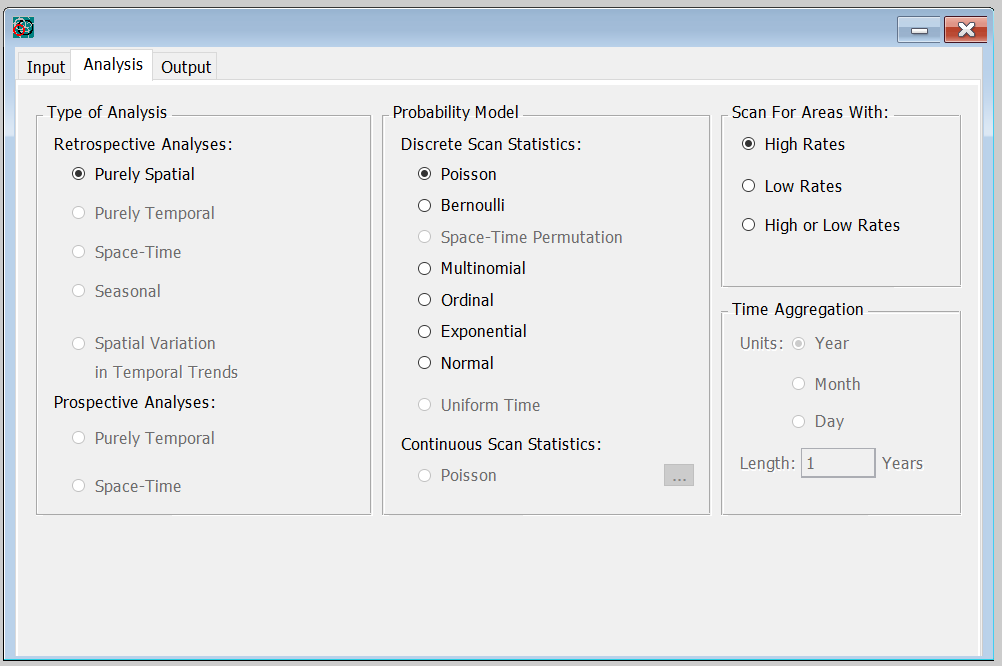 Input
Analysis
Output
Type of Analysis
Retrospective Analyses:
Purely Spatial
Purely Temporal
Space-Time
Seasonal
Spatial Variation
in Temporal Trends
Prospective Analyses:
Purely Temporal
Space-Time
Probability Model
Discrete Scan Statistics:
Poisson
Bernoulli
Space-Time Permutation
Multinomial
Ordinal
Exponential
Normal
Uniform Time
Continuous Scan Statistics:
Poisson
...
Scan For Areas With:
High Rates
Low Rates
High or Low Rates
Time Aggregation
Units: Year
Month
Day
Length: 1 Years